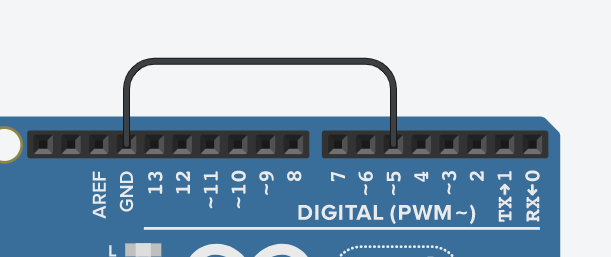 AREF
GND
13
12
~11
~10
~9
8
7
~6
~5
4
~3
2
TX→1
RX←0
DIGITAL (PWM~)
L